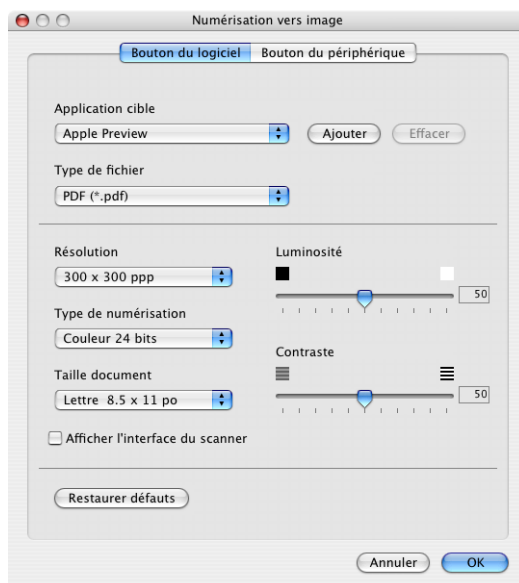 Numérisation vers image
Bouton du logiciel Bouton du périphérique
Application cible
Apple Preview Ajouter Effacer
Type de fichier
PDF (*.pdf)
Résolution Luminosité
300 x 300 ppp
50
Type de numérisation
Couleur 24 bits
Contraste
Taille document
Lettre 8.5 x 11 po 50
Afficher l'interface du scanner
Restaurer défauts
Annuler OK